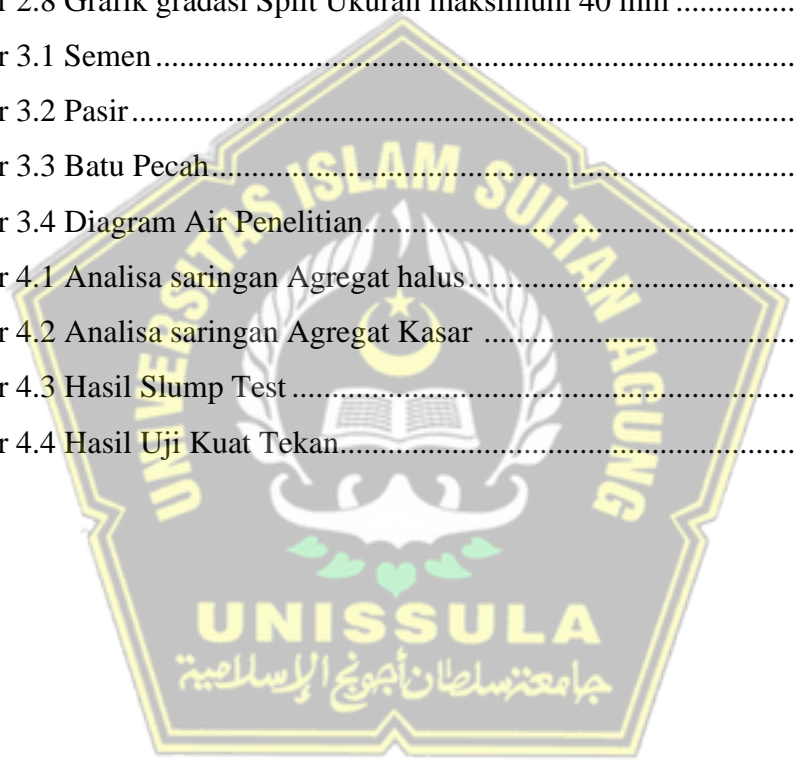 r 2.8 Grafik gradasi Split Ukuran maksimum 40 mm ..............
r 3.1 Semen ................................................................................
r 3.2 Pasir ...................................................................................
r 3.3 Batu Pecah .........................................................................
r 3.4 Diagram Air Penelitian ......................................................
r 4.1 Analisa saringan Agregat halus .........................................
r 4.2 Analisa saringan Agregat Kasar .......................................
r 4.3 Hasil Slump Test ...............................................................
r 4.4 Hasil Uji Kuat Tekan .........................................................
UNIVERSITAS ISLAM SULTAN AGUNG
UNISSULA
جامعنسلطان أجونج الإسلامية